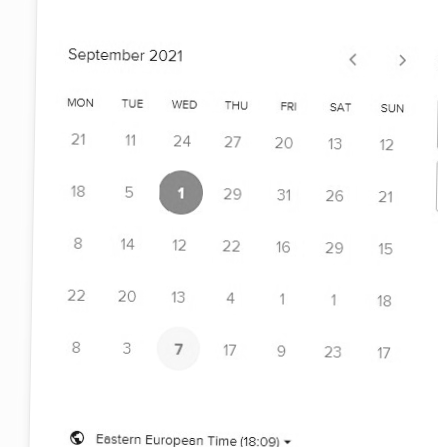 September 2021
MON TUE WED THU FRI SAT SUN
21 11 24 27 20 13 12
18 5 1 29 31 26 21
8 14 12 22 16 29 15
22 20 13 4 1 1 18
8 3 7 17 9 23 17
Eastern European Time (18:09)